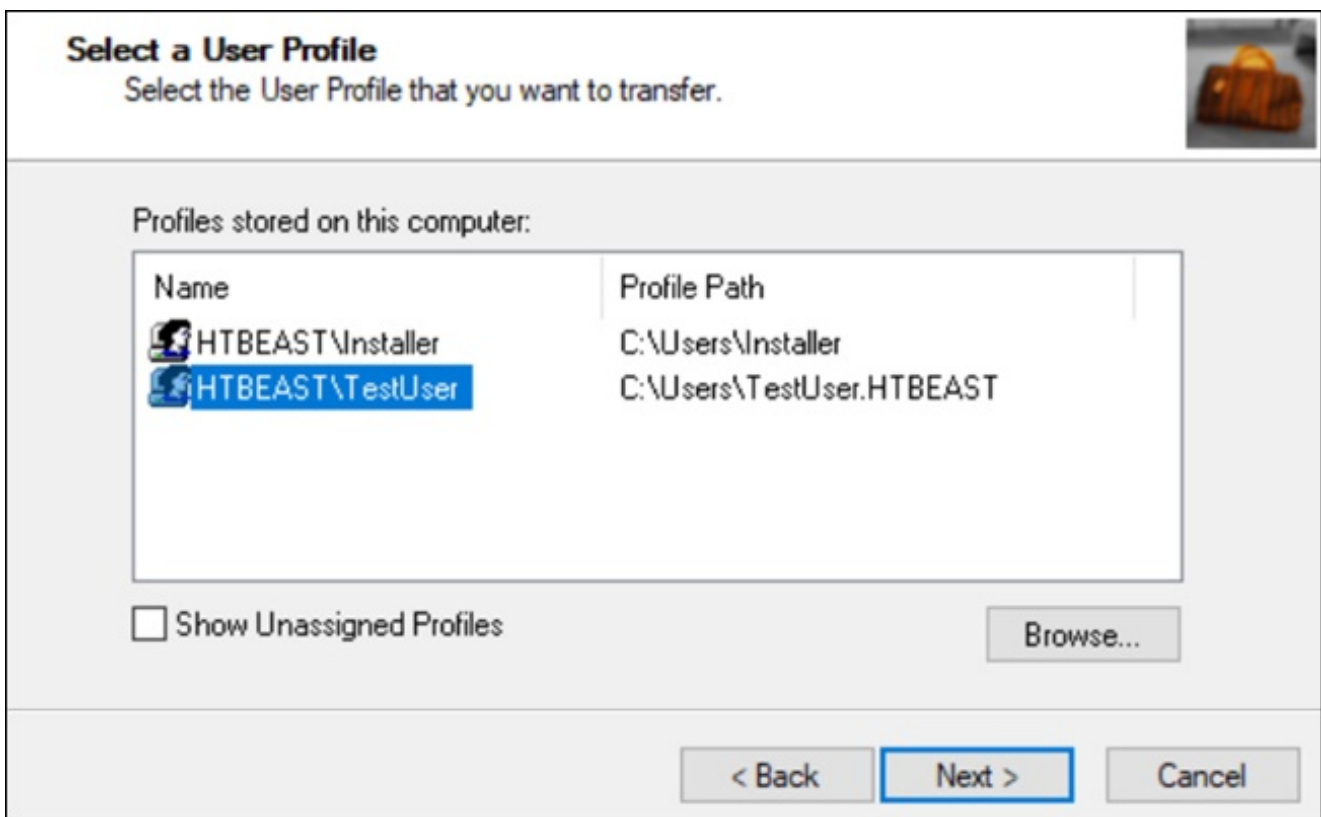 Select a User Profile
Select the User Profile that you want to transfer.
Profiles stored on this computer:
Name Profile Path
HTBEAST\Installer C:\Users\Installer
HTBEAST\TestUser C:\Users\TestUser.HTBEAST
Show Unassigned Profiles
Browse...
< Back Next > Cancel